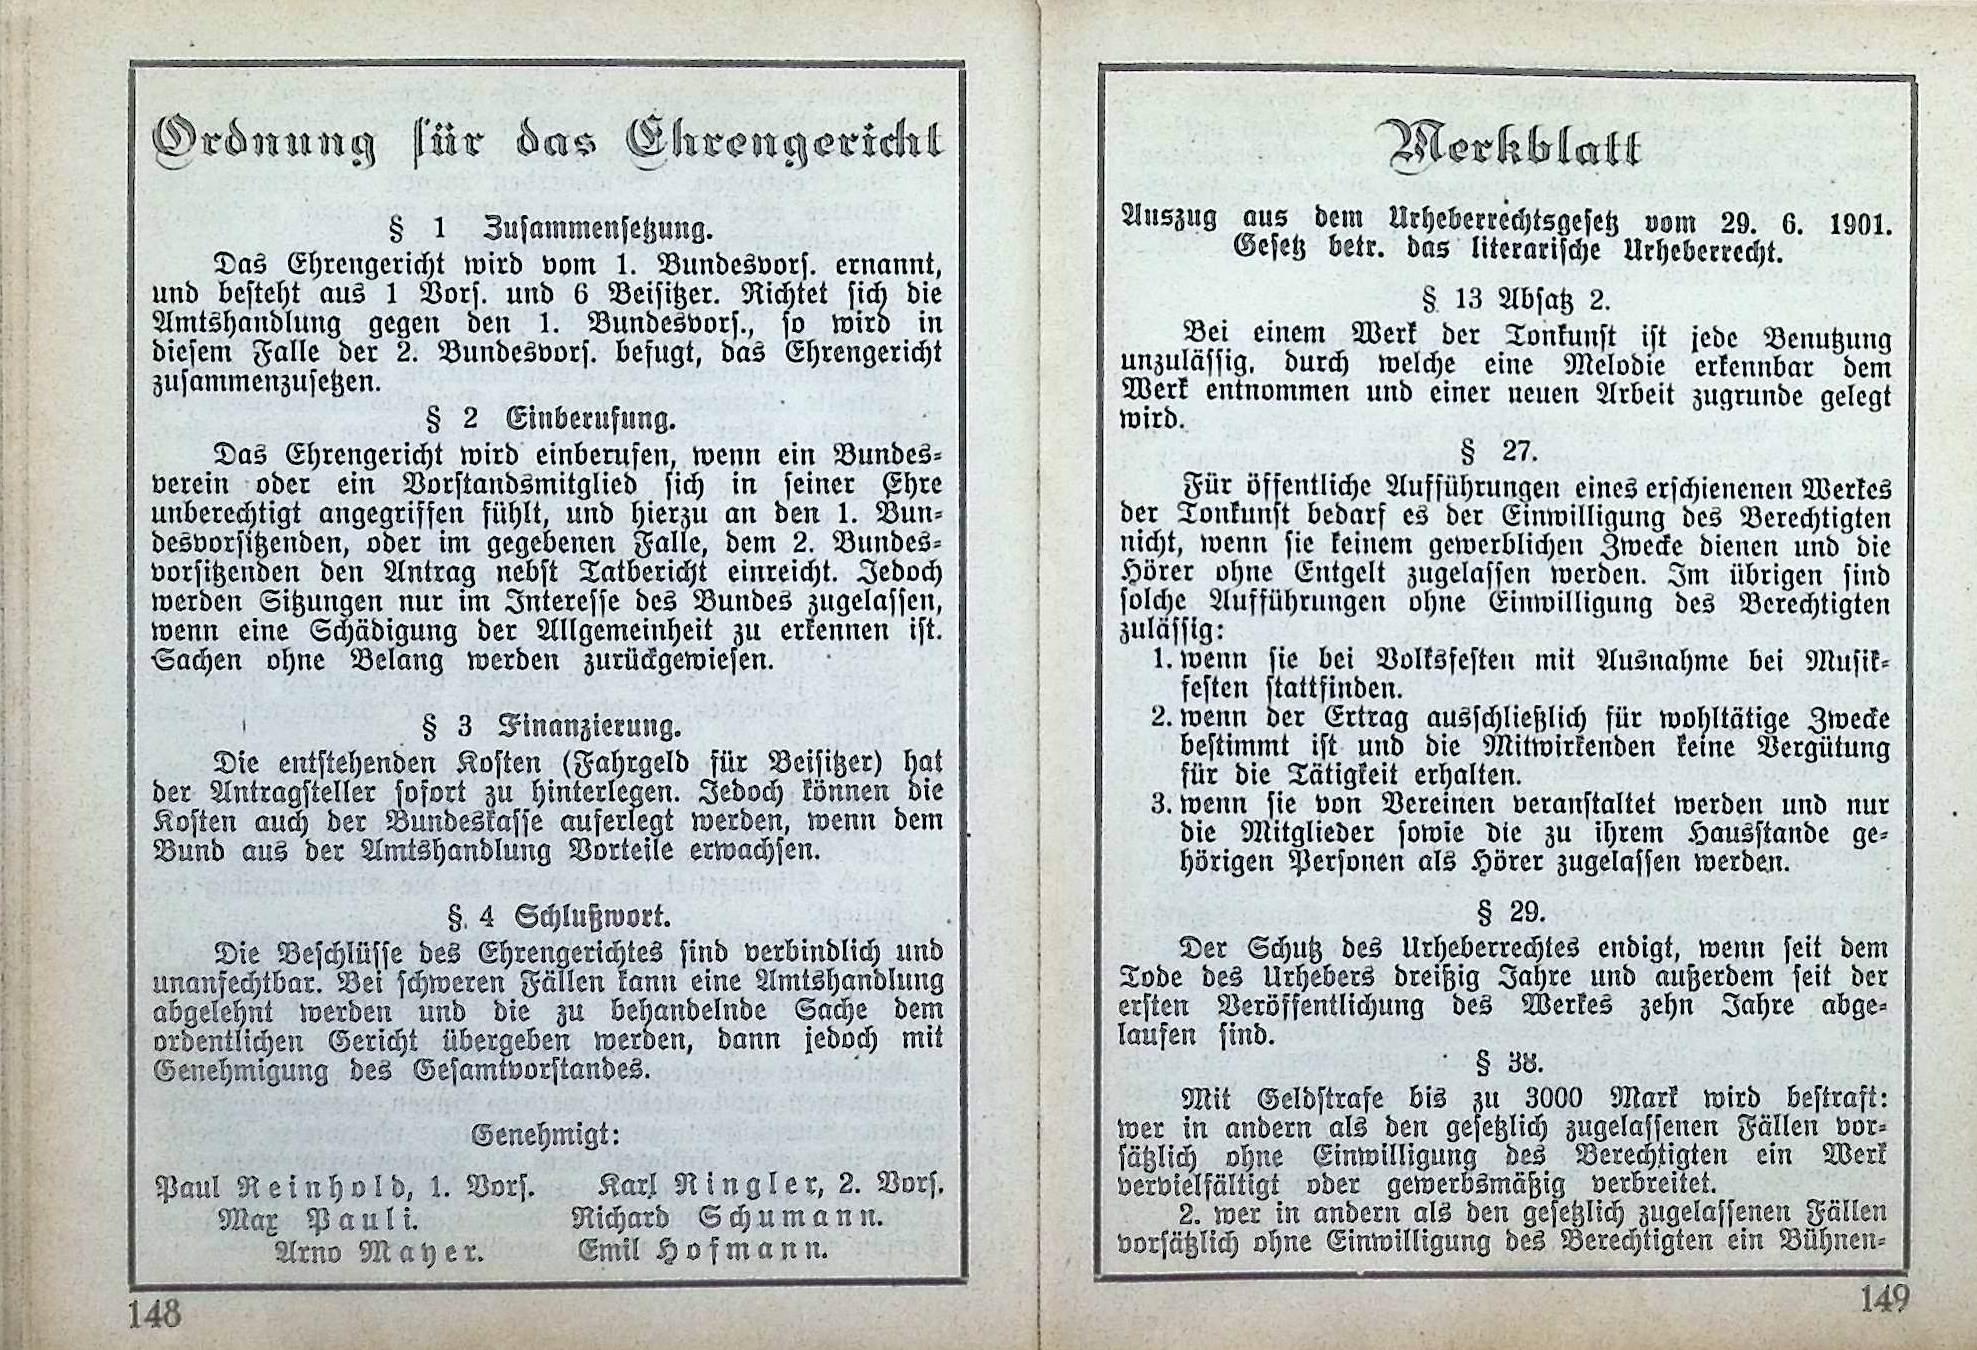 Ordnung für das Ehrengericht
§ 1 Zusammensetzung.
Das Ehrengericht wird vom 1. Bundesvors. ernannt,
und besteht aus 1 Vors. und 6 Beisitzer. Richtet sich die
Amtshandlung gegen den 1. Bundesvors., so wird in
diesem Falle der 2. Bundesvors. befugt, das Ehrengericht
zusammenzusetzen.
§ 2 Einberufung.
Das Ehrengericht wird einberufen, wenn ein Bundes-
verein oder ein Vorstandsmitglied sich in seiner Ehre
unberechtigt angegriffen fühlt, und hierzu an den 1. Bun-
desvorsitzenden, oder im gegebenen Falle, dem 2. Bundes-
vorsitzenden den Antrag nebst Tatbericht einreicht. Jedoch
werden Sitzungen nur im Interesse des Bundes zugelassen,
wenn eine Schädigung der Allgemeinheit zu erkennen ist.
Sachen ohne Belang werden zurückgewiesen.
§ 3 Finanzierung.
Die entstehenden Kosten (Fahrgeld für Beisitzer) hat
der Antragsteller sofort zu hinterlegen. Jedoch können die
Kosten auch der Bundeskasse auferlegt werden, wenn dem
Bund aus der Amtshandlung Vorteile erwachsen.
§ 4 Schlußwort.
Die Beschlüsse des Ehrengerichtes sind verbindlich und
unanfechtbar. Bei schweren Fällen kann eine Amtshandlung
abgelehnt werden und die zu behandelnde Sache dem
ordentlichen Gericht übergeben werden, dann jedoch mit
Genehmigung des Gesamtvorstandes.
Genehmigt:
Paul Reinhold, 1. Vors. Karl Ringler, 2. Vors.
Max Pauli. Richard Schumann.
Arno Mayer. Emil Hofmann.
148
Merkblatt
Auszug aus dem Urheberrechtsgesetz vom 29. 6. 1901.
Gesetz betr. das literarische Urheberrecht.
§ 13 Absatz 2.
Bei einem Werk der Tonkunst ist jede Benutzung
unzulässig, durch welche eine Melodie erkennbar dem
Werk entnommen und einer neuen Arbeit zugrunde gelegt
wird.
§ 27.
Für öffentliche Aufführungen eines erschienenen Werkes
der Tonkunst bedarf es der Einwilligung des Berechtigten
nicht, wenn sie keinem gewerblichen Zwecke dienen und die
Hörer ohne Entgelt zugelassen werden. Im übrigen sind
solche Aufführungen ohne Einwilligung des Berechtigten
zulässig:
1. wenn sie bei Volksfesten mit Ausnahme bei Musik-
festen stattfinden.
2. wenn der Ertrag ausschließlich für wohltätige Zwecke
bestimmt ist und die Mitwirkenden keine Vergütung
für die Tätigkeit erhalten.
3. wenn sie von Vereinen veranstaltet werden und nur
die Mitglieder sowie die zu ihrem Hausstande ge-
hörigen Personen als Hörer zugelassen werden.
§ 29.
Der Schutz des Urheberrechtes endigt, wenn seit dem
Tode des Urhebers dreißig Jahre und außerdem seit der
ersten Veröffentlichung des Werkes zehn Jahre abge-
laufen sind.
§ 38.
Mit Geldstrafe bis zu 3000 Mark wird bestraft:
wer in andern als den gesetzlich zugelassenen Fällen vor-
sätzlich ohne Einwilligung des Berechtigten ein Werk
vervielfältigt oder gewerbsmäßig verbreitet.
2. wer in andern als den gesetzlich zugelassenen Fällen
vorsätzlich ohne Einwilligung des Berechtigten ein Bühnen-
149